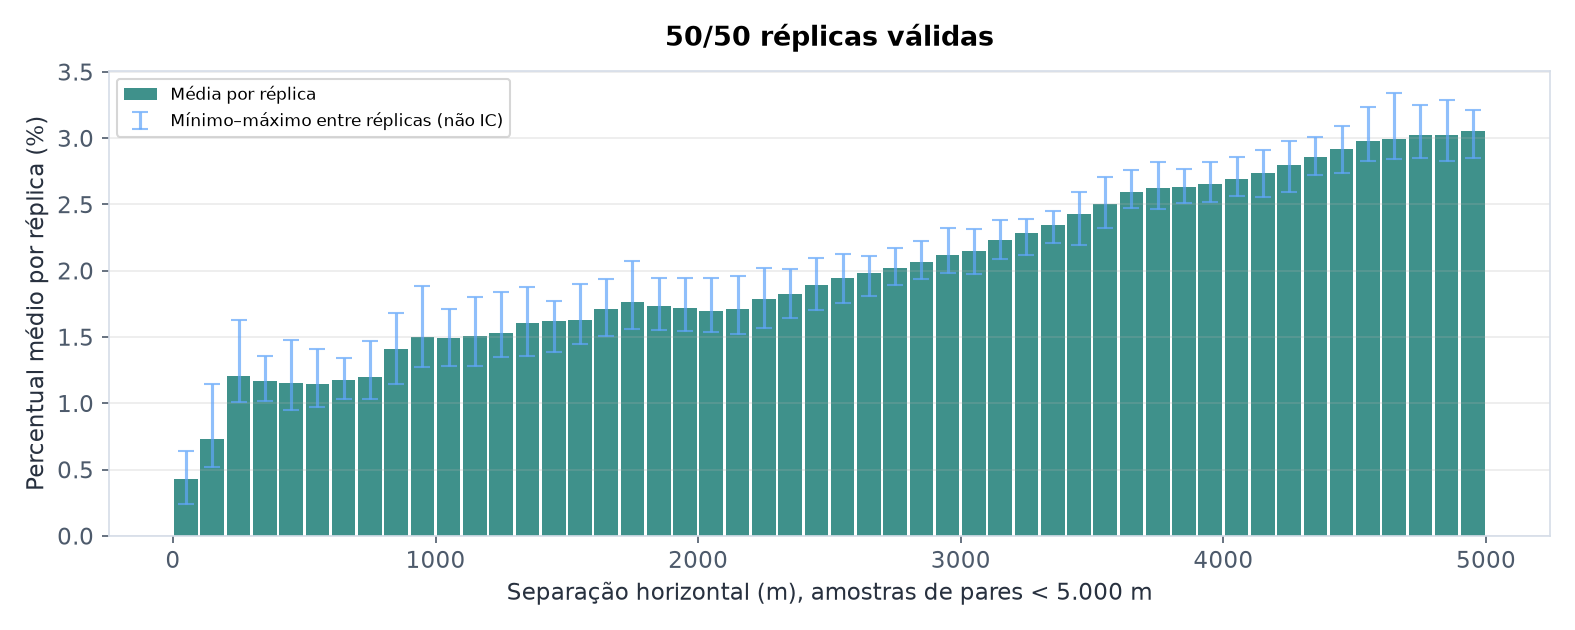 50/50 réplicas válidas
Média por réplica
Mínimo–máximo entre réplicas (não IC)
Percentual médio por réplica (%)
3.5
3.0
2.5
2.0
1.5
1.0
0.5
0.0
0 1000 2000 3000 4000 5000
Separação horizontal (m), amostras de pares < 5.000 m